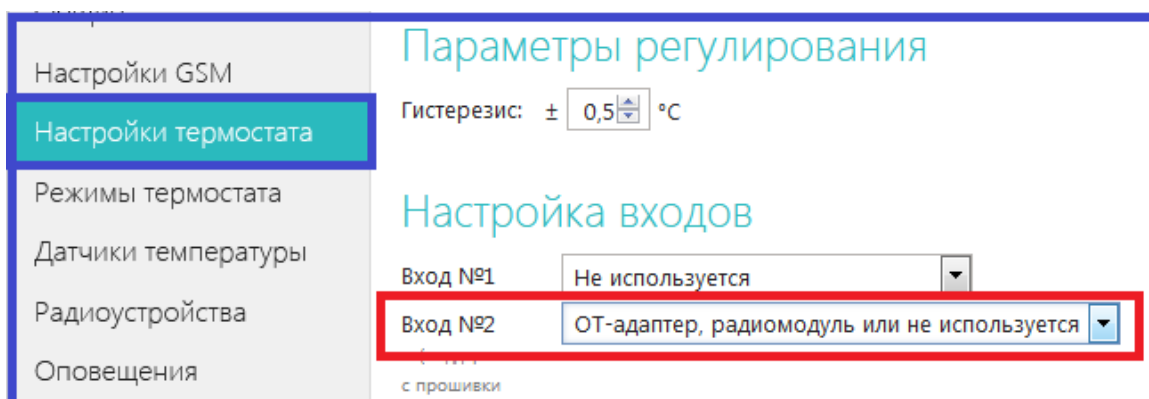 Настройки GSM
Настройки термостата
Режимы термостата
Датчики температуры
Радиоустройства
Оповещения
Параметры регулирования
Гистерезис: ± 0,5 °C
Настройка входов
Вход №1 Не используется
Вход №2 ОТ-адаптер, радиомодуль или не используется
с прошивки